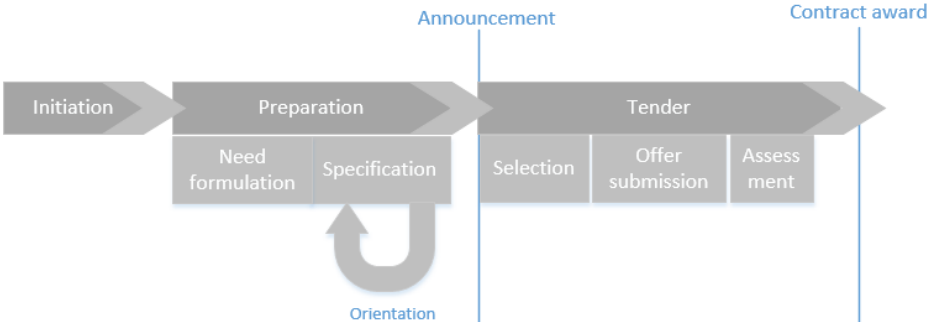 Announcement
Contract award
Initiation
Preparation
Tender
Need
formulation
Specification
Selection
Offer
submission
Assess
ment
Orientation